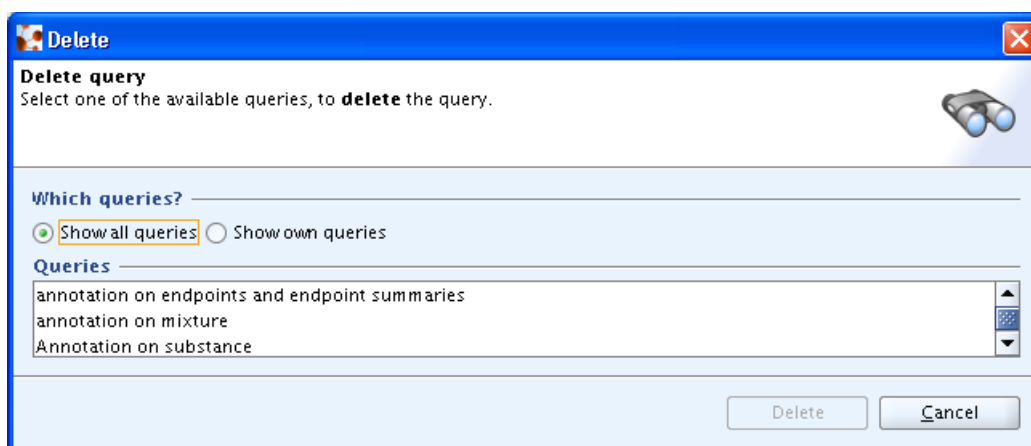 Delete
Delete query
Select one of the available queries, to delete the query.
Which queries?
Show all queries Show own queries
Queries
annotation on endpoints and endpoint summaries
annotation on mixture
Annotation on substance
Delete Cancel